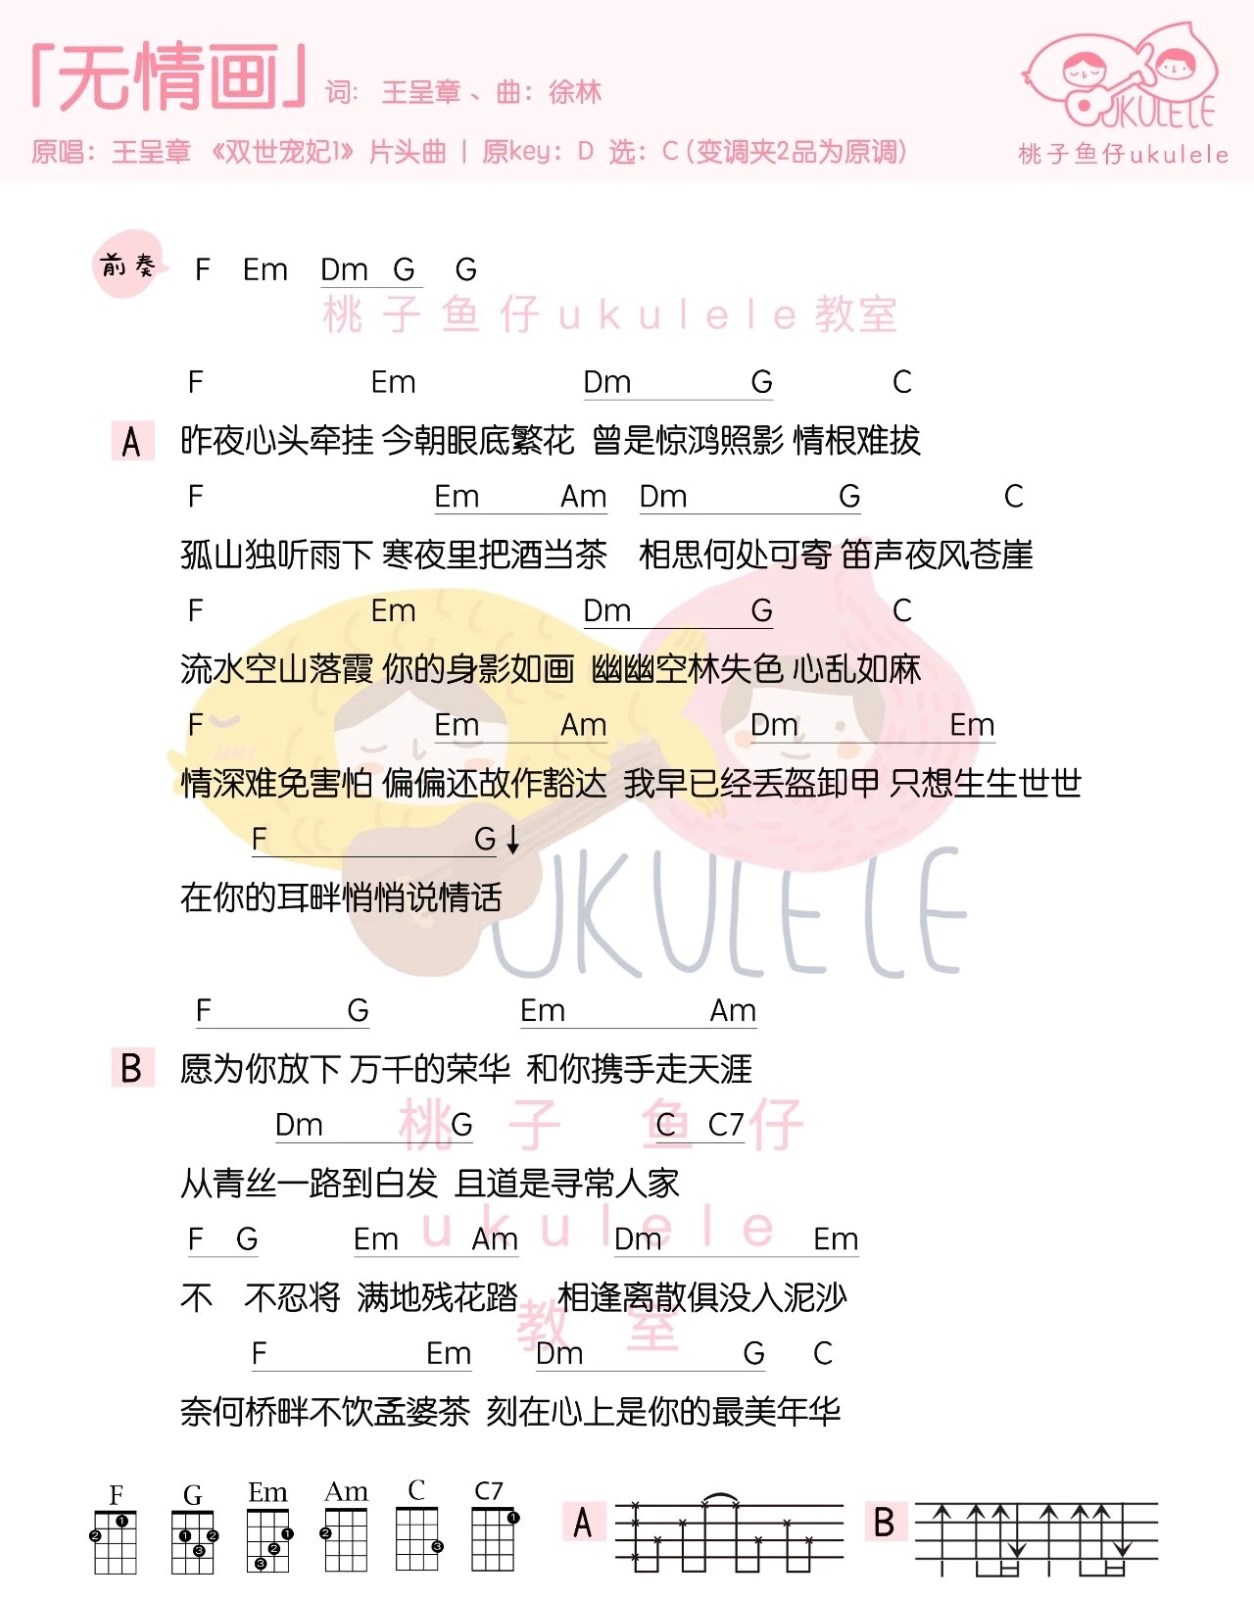 「无情画」 词: 王呈章、曲: 徐林
原唱: 王呈章 《双世宠妃1》 片头曲 | 原key: D 选: C (变调夹2品为原调)
UKULELE
桃子鱼仔ukulele
前奏 F Em Dm G G
桃子鱼仔ukulele教室
F Em Dm G C
A 昨夜心头牵挂 今朝眼底繁花 曾是惊鸿照影 情根难拔
F Em Am Dm G C
孤山独听雨下 寒夜里把酒当茶 相思何处可寄 笛声夜风苍崖
F Em Dm G C
流水空山落霞 你的身影如画 幽幽空林失色 心乱如麻
F Em Am Dm Em
情深难免害怕 偏偏还故作豁达 我早已经丢盔卸甲 只想生生世世
F G↓
在你的耳畔悄悄说情话
UKULELE
F G Em Am
B 愿为你放下 万千的荣华 和你携手走天涯
桃子鱼仔
Dm G C C7
从青丝一路到白发 且道是寻常人家
ukulele
F G Em Am Dm Em
不 不忍将 满地残花踏 相逢离散俱没入泥沙
教室
F Em Dm G C
奈何桥畔不饮孟婆茶 刻在心上是你的最美年华
F G Em Am C C7
1 2 1 2 3 1 2 3 2 3 1
A B